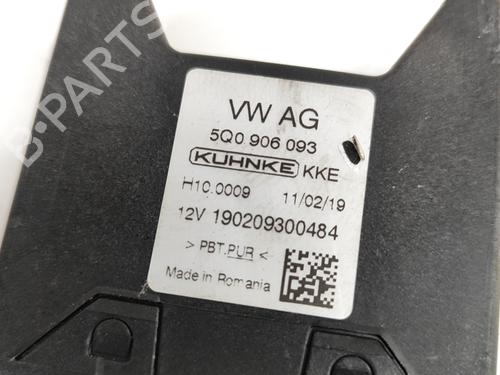 VW AG
5Q0 906 093
KUHNKE KKE
H10.0009 11/02/19
12V 190209300484
> PBT.PUR <
Made in Romania
B-PARTS